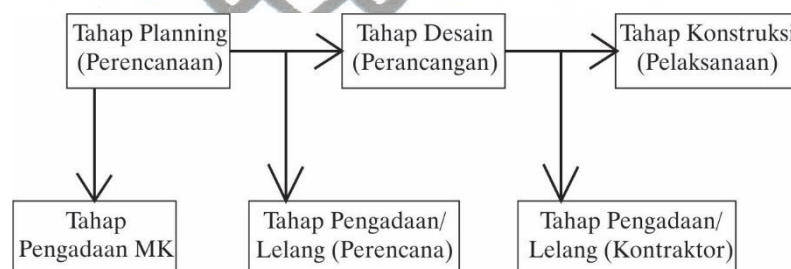 Tahap Planning
(Perencanaan)
Tahap Desain
(Perancangan)
Tahap Konstruksi
(Pelaksanaan)
Tahap
Pengadaan MK
Tahap Pengadaan/
Lelang (Perencana)
Tahap Pengadaan/
Lelang (Kontraktor)